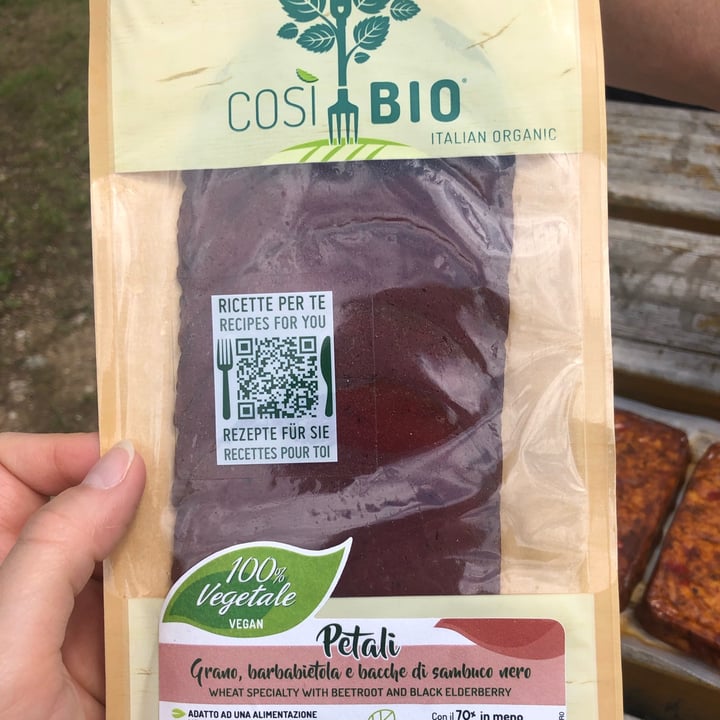 COSÌ BIO®
ITALIAN ORGANIC
RICETTE PER TE
RECIPES FOR YOU
REZEPTE FÜR SIE
RECETTES POUR TOI
100%
Vegetale
VEGAN
Petali
Grano, barbabietola e bacche di sambuco nero
WHEAT SPECIALTY WITH BEETROOT AND BLACK ELDERBERRY
ADATTO AD UNA ALIMENTAZIONE
Con il 70% in meno